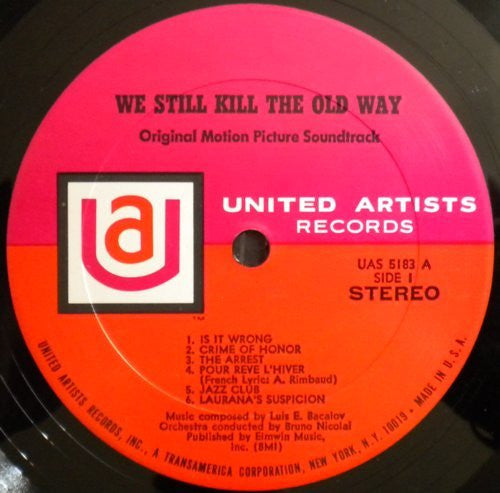 WE STILL KILL THE OLD WAY
Original Motion Picture Soundtrack
ua
UNITED ARTISTS
RECORDS
UAS 5183 A
SIDE 1
STEREO
TM
1. IS IT WRONG
2. CRIME OF HONOR
3. THE ARREST
4. POUR REVE L'HIVER
(French Lyric: A. Rimbaud)
5. JAZZ CLUB
6. LAURANA'S SUSPICION
Music composed by Luis E. Bacalov
Orchestra conducted by Bruno Nicolai
Published by Elmwin Music,
Inc. (BMI)
UNITED ARTISTS RECORDS, INC., A TRANSAMERICA CORPORATION, NEW YORK, N.Y. 10019 • MADE IN U.S.A.